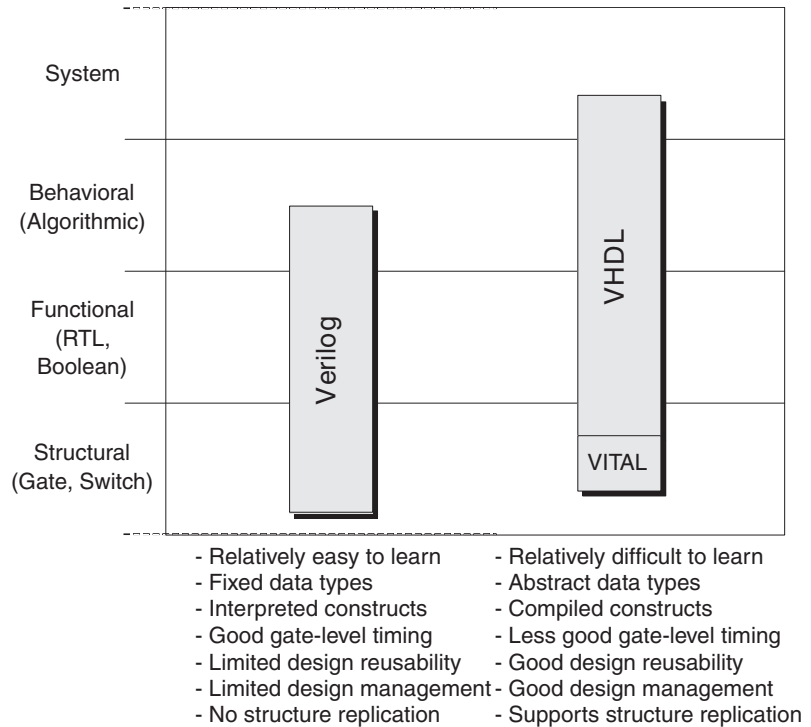 System
Behavioral
(Algorithmic)
Functional
(RTL,
Boolean)
Structural
(Gate, Switch)
Verilog
VHDL
VITAL
- Relatively easy to learn
- Fixed data types
- Interpreted constructs
- Good gate-level timing
- Limited design reusability
- Limited design management
- No structure replication
- Relatively difficult to learn
- Abstract data types
- Compiled constructs
- Less good gate-level timing
- Good design reusability
- Good design management
- Supports structure replication